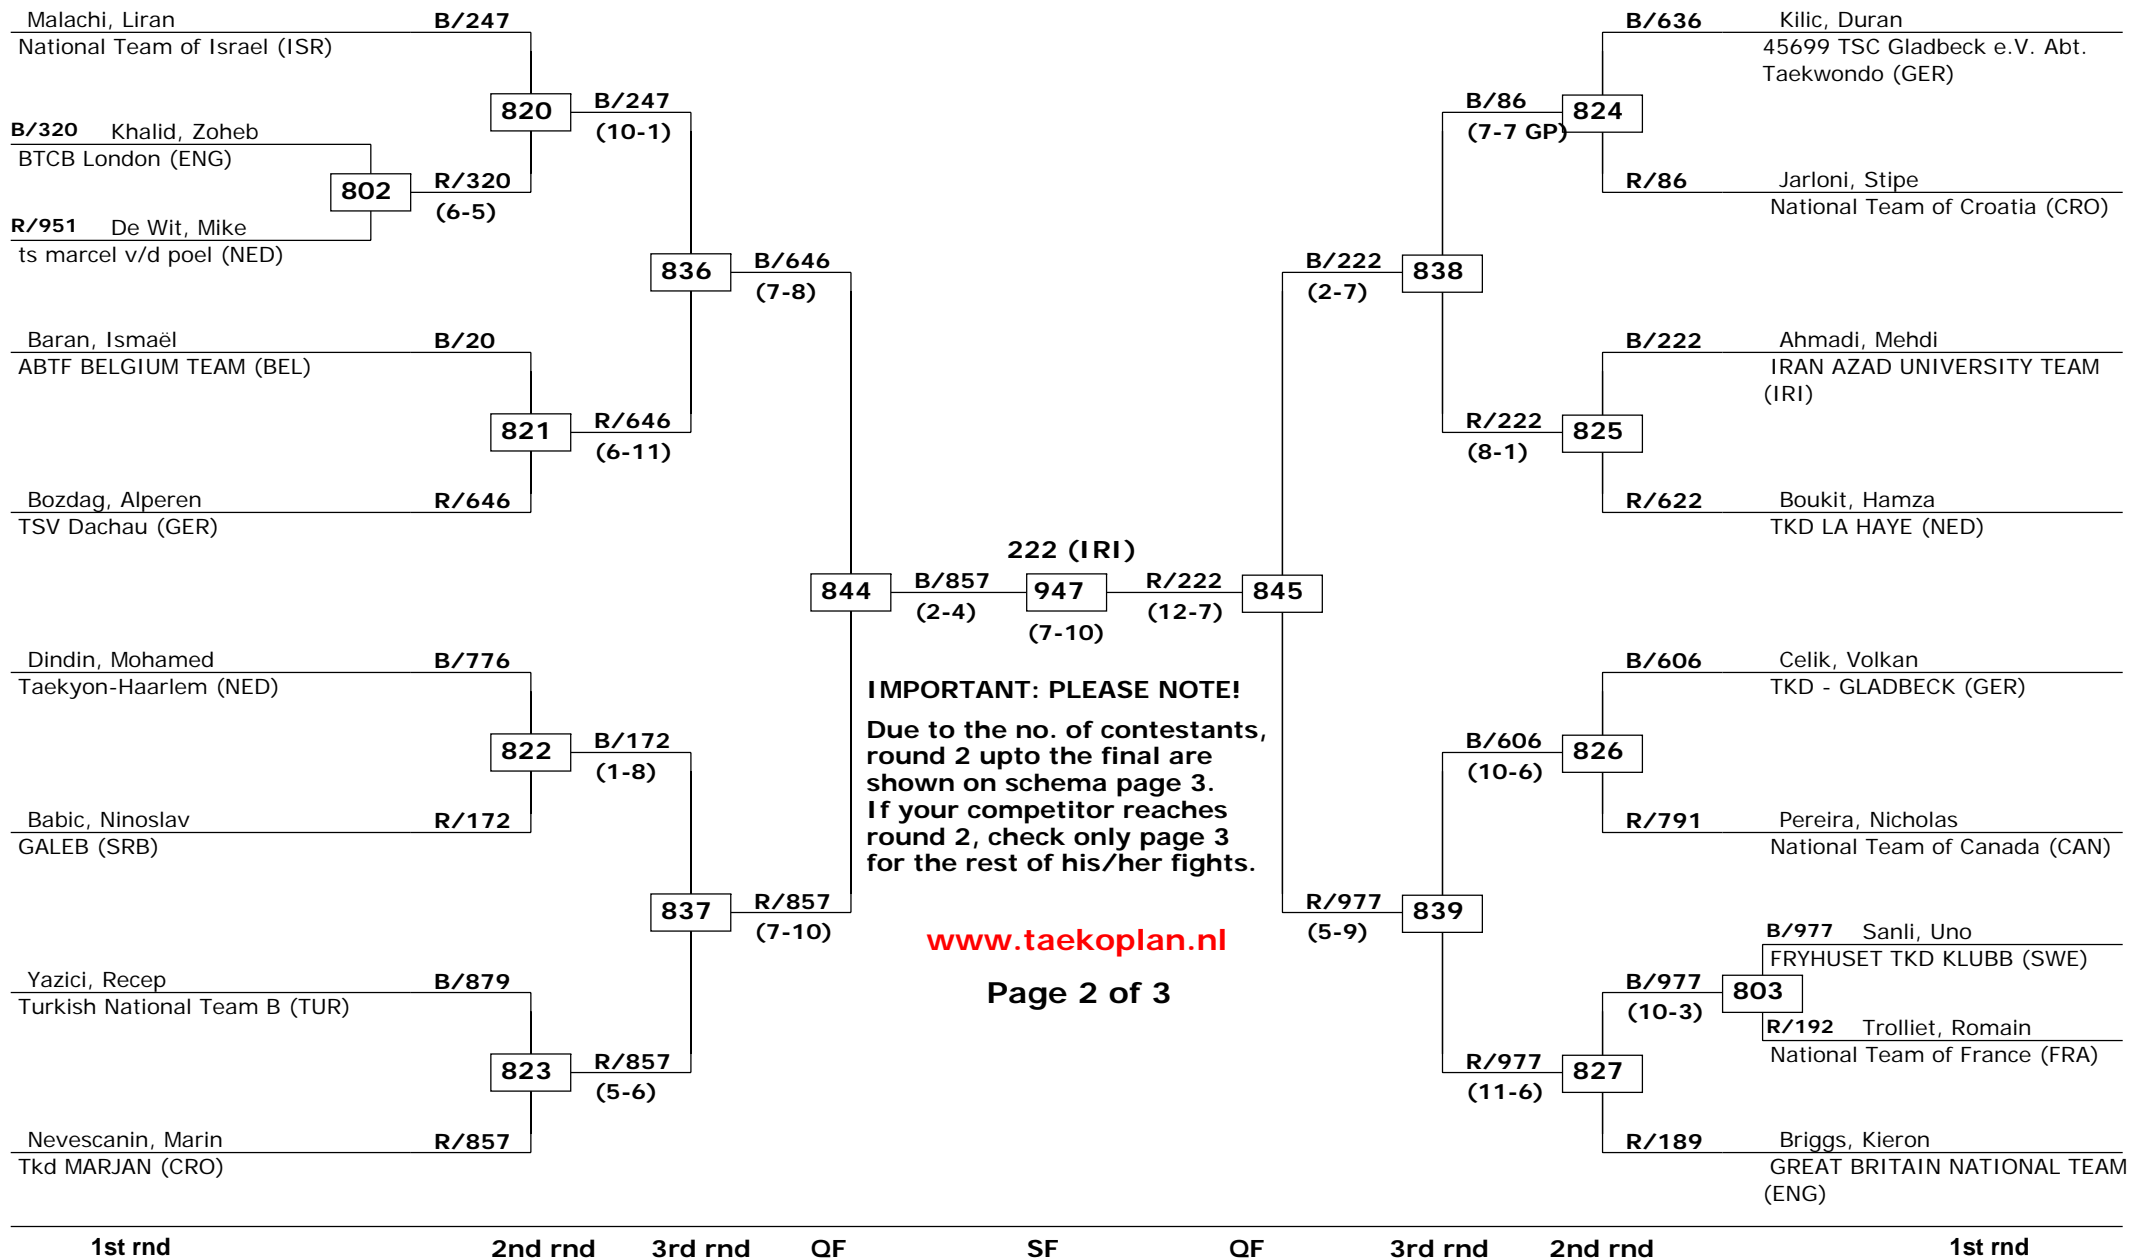 Malachi, Liran B/247
National Team of Israel (ISR)
B/320 Khalid, Zoheb
BTCB London (ENG)
802
R/951 De Wit, Mike
ts marcel v/d poel (NED)
R/320
(6-5)
820
B/247
(10-1)
Baran, Ismaël B/20
ABTF BELGIUM TEAM (BEL)
821
Bozdag, Alperen R/646
TSV Dachau (GER)
R/646
(6-11)
836
B/646
(7-8)
Dindin, Mohamed B/776
Taekyon-Haarlem (NED)
822
Babic, Ninoslav R/172
GALEB (SRB)
B/172
(1-8)
Yazici, Recep B/879
Turkish National Team B (TUR)
823
Nevescanin, Marin R/857
Tkd MARJAN (CRO)
R/857
(5-6)
837
R/857
(7-10)
844
B/857
(2-4)
222 (IRI)
947
(7-10)
R/222
(12-7)
845
IMPORTANT: PLEASE NOTE!
Due to the no. of contestants,
round 2 upto the final are
shown on schema page 3.
If your competitor reaches
round 2, check only page 3
for the rest of his/her fights.
www.taekoplan.nl
Page 2 of 3
B/636 Kilic, Duran
45699 TSC Gladbeck e.V. Abt.
Taekwondo (GER)
824
R/86 Jarloni, Stipe
National Team of Croatia (CRO)
B/86
(7-7 GP)
B/222 Ahmadi, Mehdi
IRAN AZAD UNIVERSITY TEAM
(IRI)
825
R/622 Boukit, Hamza
TKD LA HAYE (NED)
R/222
(8-1)
838
B/222
(2-7)
B/606 Celik, Volkan
TKD - GLADBECK (GER)
826
R/791 Pereira, Nicholas
National Team of Canada (CAN)
B/606
(10-6)
B/977 Sanli, Uno
FRYHUSET TKD KLUBB (SWE)
803
R/192 Trolliet, Romain
National Team of France (FRA)
B/977
(10-3)
827
R/189 Briggs, Kieron
GREAT BRITAIN NATIONAL TEAM
(ENG)
R/977
(11-6)
839
R/977
(5-9)
1st rnd 2nd rnd 3rd rnd QF SF QF 3rd rnd 2nd rnd 1st rnd